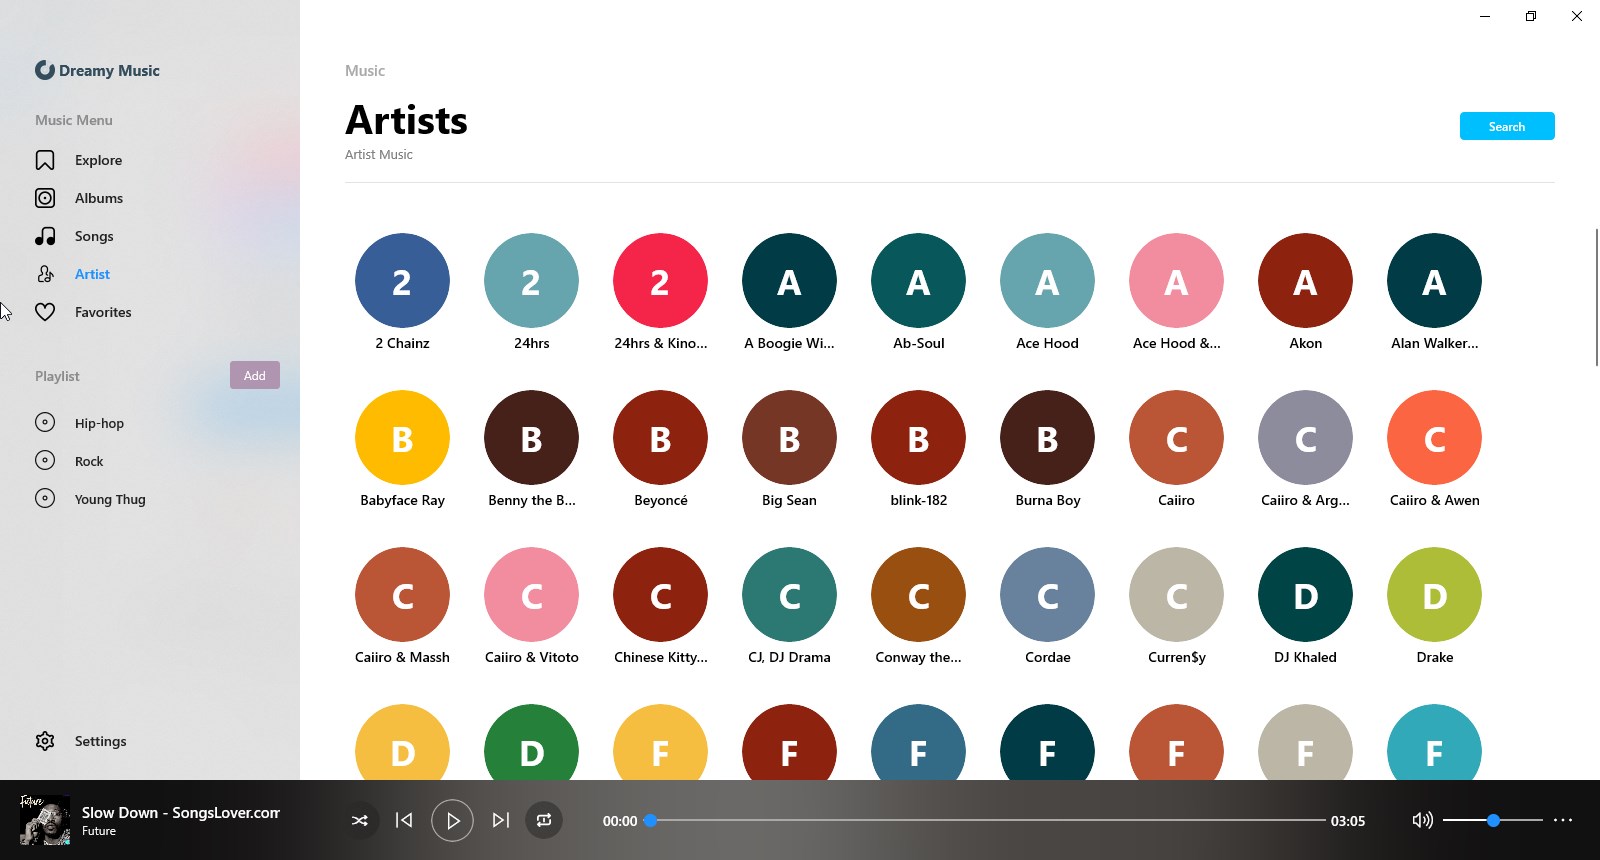 Dreamy Music
Music Menu
Explore
Albums
Songs
Artist
Favorites
Playlist
Add
Hip-hop
Rock
Young Thug
Settings
Music
Artists
Artist Music
Search
2 2 2 A A A A A A
2 Chainz 24hrs 24hrs & Kino... A Boogie Wi... Ab-Soul Ace Hood Ace Hood &... Akon Alan Walker...
B B B B B B C C C
Babyface Ray Benny the B... Beyoncé Big Sean blink-182 Burna Boy Caiiro Caiiro & Arg... Caiiro & Awen
C C C C C C C D D
Caiiro & Massh Caiiro & Vitoto Chinese Kitty... CJ, DJ Drama Conway the... Cordae Curren$y DJ Khaled Drake
D D F F F F F F F
Future
Slow Down - SongsLover.com
Future
00:00 03:05